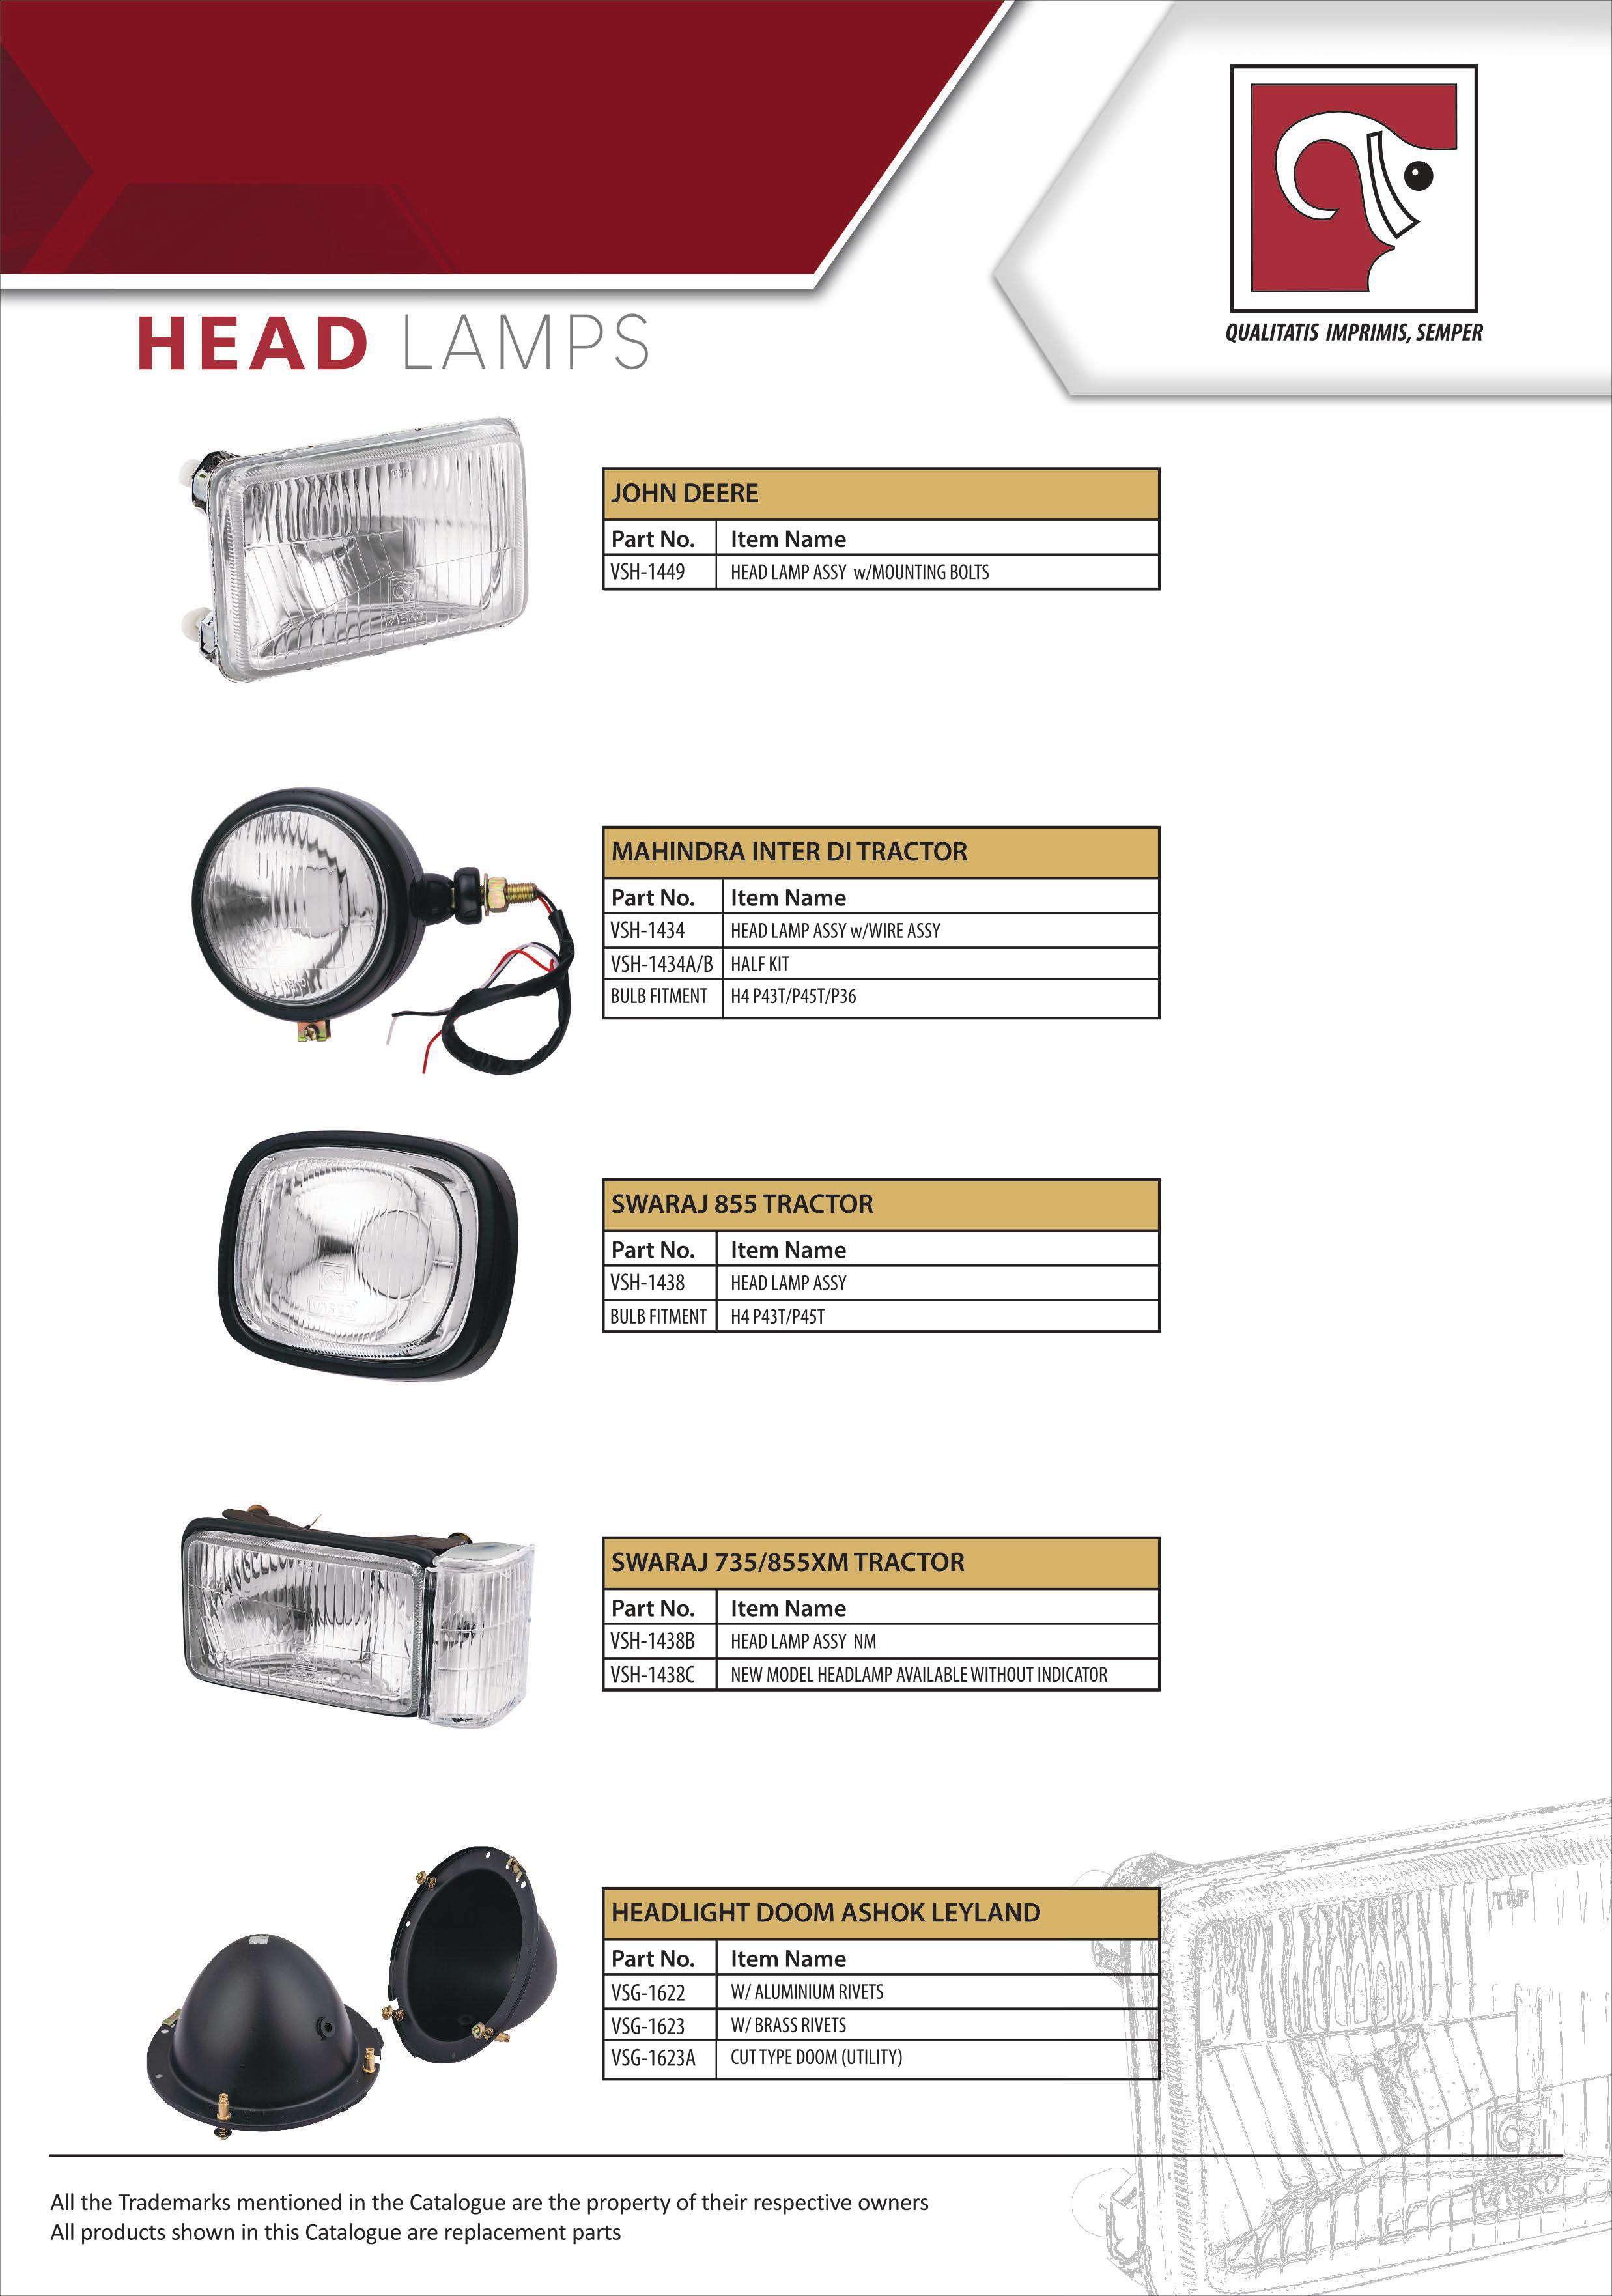 QUALITATIS IMPRIMIS, SEMPER
HEAD LAMPS
TOP
VASKO
JOHN DEERE
Part No. Item Name
VSH-1449 HEAD LAMP ASSY w/MOUNTING BOLTS
MAHINDRA INTER DI TRACTOR
Part No. Item Name
VSH-1434 HEAD LAMP ASSY w/WIRE ASSY
VSH-1434A/B HALF KIT
BULB FITMENT H4 P43T/P45T/P36
SWARAJ 855 TRACTOR
Part No. Item Name
VSH-1438 HEAD LAMP ASSY
BULB FITMENT H4 P43T/P45T
VASKO
SWARAJ 735/855XM TRACTOR
Part No. Item Name
VSH-1438B HEAD LAMP ASSY NM
VSH-1438C NEW MODEL HEADLAMP AVAILABLE WITHOUT INDICATOR
HEADLIGHT DOOM ASHOK LEYLAND
Part No. Item Name
VSG-1622 W/ ALUMINIUM RIVETS
VSG-1623 W/ BRASS RIVETS
VSG-1623A CUT TYPE DOOM (UTILITY)
TOP
VASKO
All the Trademarks mentioned in the Catalogue are the property of their respective owners
All products shown in this Catalogue are replacement parts